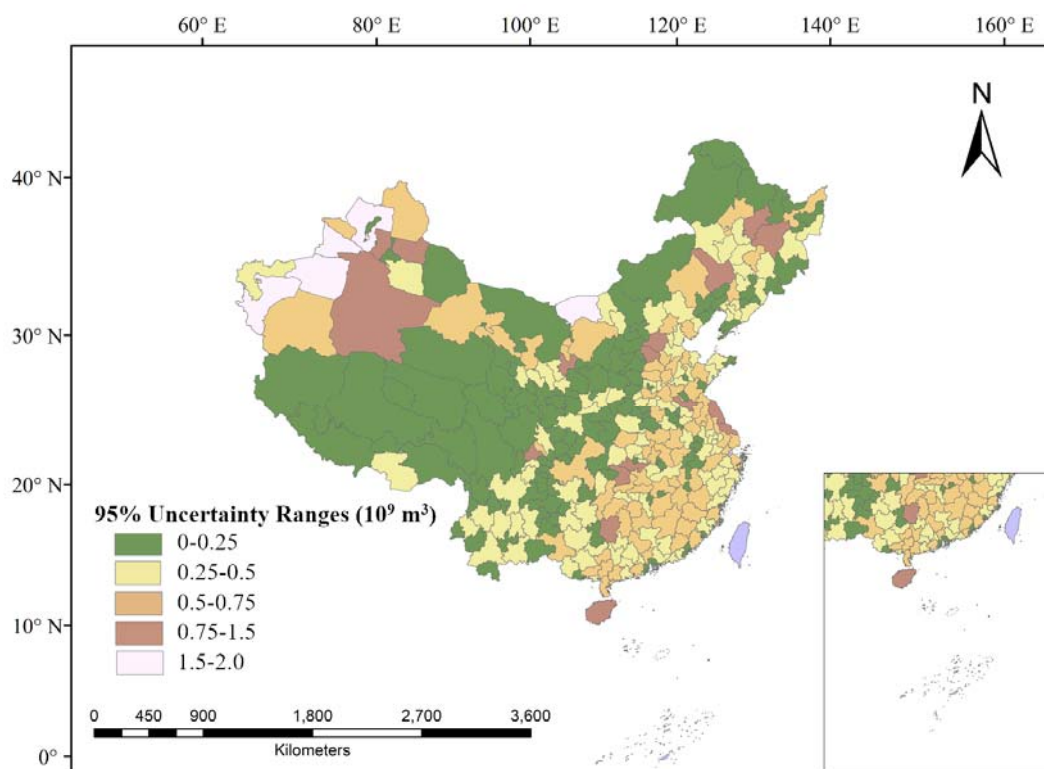 60° E 80° E 100° E 120° E 140° E 160° E
N
40° N
30° N
20° N
10° N
0°
95% Uncertainty Ranges (10⁹ m³)
0-0.25
0.25-0.5
0.5-0.75
0.75-1.5
1.5-2.0
0 450 900 1,800 2,700 3,600
Kilometers